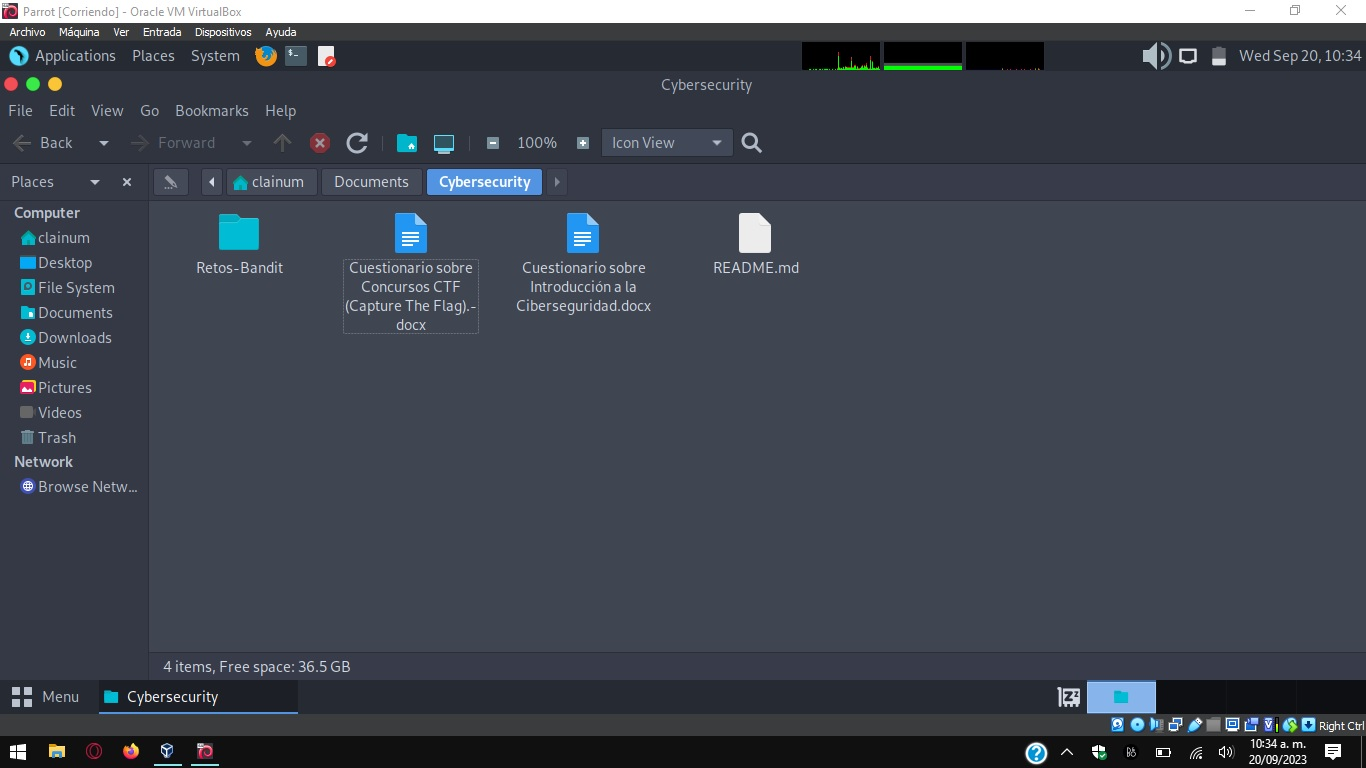 Parrot [Corriendo] - Oracle VM VirtualBox
Archivo Máquina Ver Entrada Dispositivos Ayuda
Applications Places System Wed Sep 20, 10:34
Cybersecurity
File Edit View Go Bookmarks Help
Back Forward 100% Icon View
Places clainum Documents Cybersecurity
Computer
clainum
Desktop
File System
Documents
Downloads
Music
Pictures
Videos
Trash
Network
Browse Netw...
Retos-Bandit
Cuestionario sobre
Concursos CTF
(Capture The Flag).-
docx
Cuestionario sobre
Introducción a la
Ciberseguridad.docx
README.md
4 items, Free space: 36.5 GB
Menu Cybersecurity
Right Ctrl
10:34 a. m.
20/09/2023